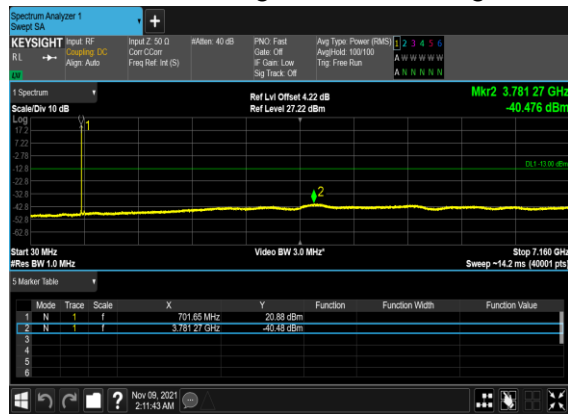 Spectrum Analyzer 1
Swept SA
+
KEYSIGHT Input: RF Input Z: 50 Ω #Atten: 40 dB PNO: Fast Avg Type: Power (RMS) 1 2 3 4 5 6
RL Coupling: DC Corr CCorr Gate: Off Avg|Hold: 100/100 A W W W W W
Align: Auto Freq Ref: Int (S) IF Gain: Low Trig: Free Run
Sig Track: Off A N N N N N
LXI
1 Spectrum Ref Lvl Offset 4.22 dB Mkr2 3.781 27 GHz
Scale/Div 10 dB Ref Level 27.22 dBm -40.476 dBm
Log
17.2
7.22
-2.78
-12.8
-22.8
-32.8
-42.8
-52.8
-62.8
1
DL1 -13.00 dBm
2
Start 30 MHz Video BW 3.0 MHz* Stop 7.160 GHz
#Res BW 1.0 MHz Sweep ~14.2 ms (40001 pts)
5 Marker Table
Mode Trace Scale X Y Function Function Width Function Value
1 N 1 f 701.65 MHz 20.88 dBm
2 N 1 f 3.781 27 GHz -40.48 dBm
3
4
5
6
? Nov 09, 2021
2:11:43 AM